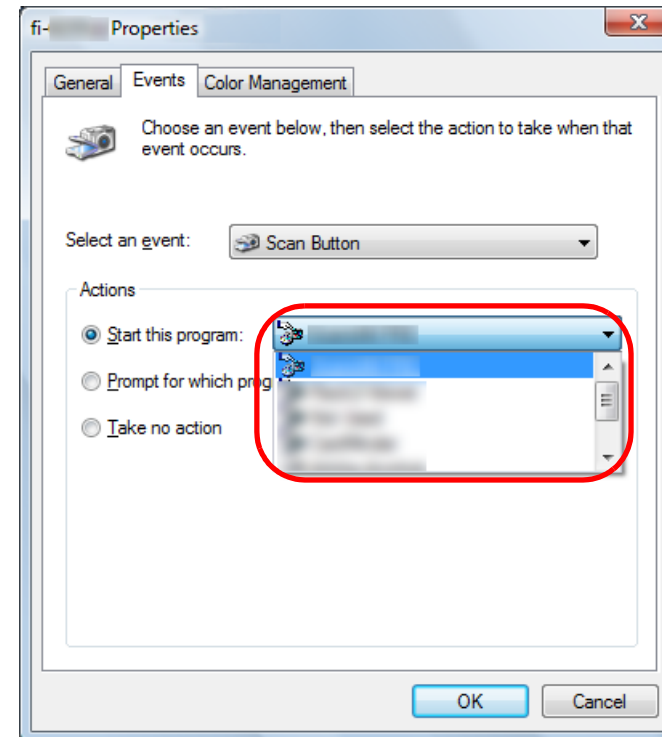 fi- Properties
General Events Color Management
Choose an event below, then select the action to take when that
event occurs.
Select an event: Scan Button
Actions
Start this program:
Prompt for which prog
Take no action
OK Cancel